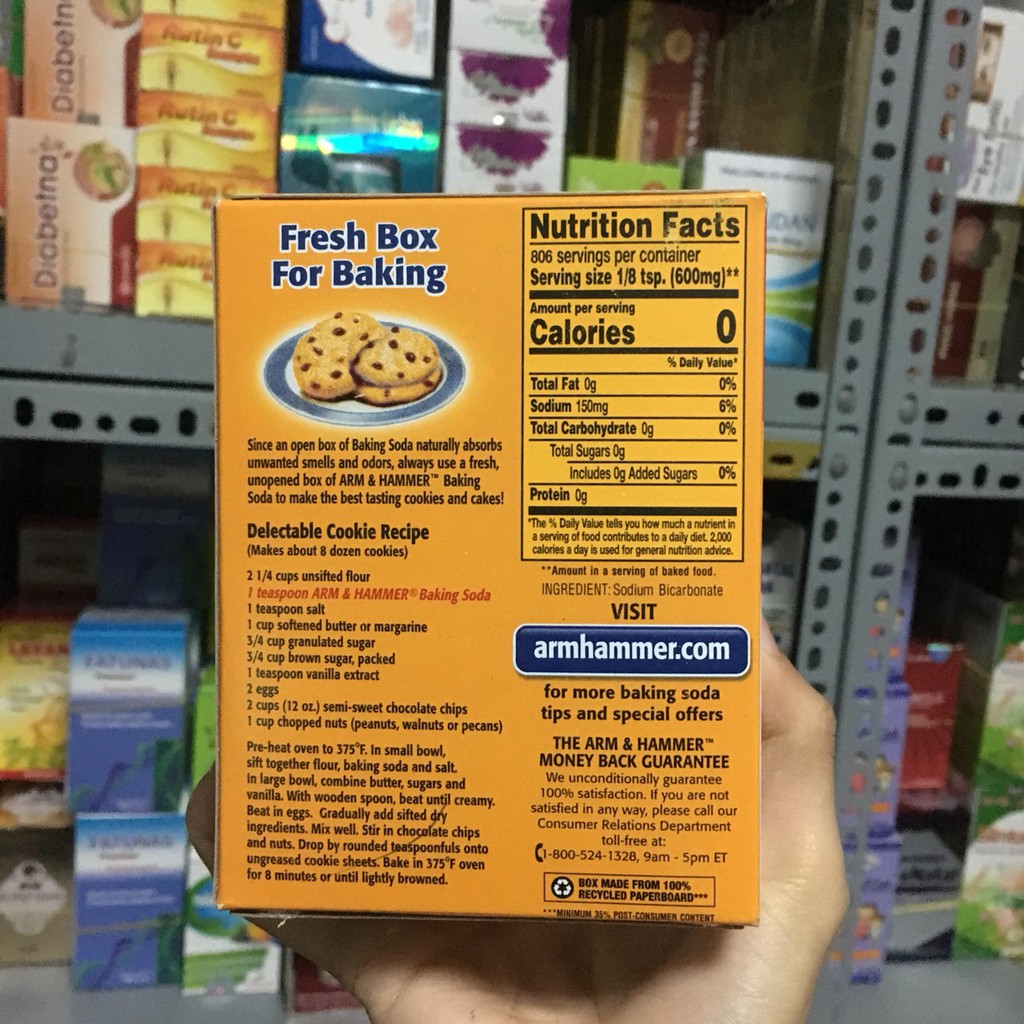 Diabetna
Rutin C
Rutin C
Diabetna
Rutin C
Rutin C
FATUNAS
FATUNAS
Fresh Box
For Baking
Since an open box of Baking Soda naturally absorbs
unwanted smells and odors, always use a fresh,
unopened box of ARM & HAMMER™ Baking
Soda to make the best tasting cookies and cakes!
Delectable Cookie Recipe
(Makes about 8 dozen cookies)
2 1/4 cups unsifted flour
1 teaspoon ARM & HAMMER® Baking Soda
1 teaspoon salt
1 cup softened butter or margarine
3/4 cup granulated sugar
3/4 cup brown sugar, packed
1 teaspoon vanilla extract
2 eggs
2 cups (12 oz.) semi-sweet chocolate chips
1 cup chopped nuts (peanuts, walnuts or pecans)
Pre-heat oven to 375°F. In small bowl,
sift together flour, baking soda and salt.
In large bowl, combine butter, sugars and
vanilla. With wooden spoon, beat until creamy.
Beat in eggs. Gradually add sifted dry
ingredients. Mix well. Stir in chocolate chips
and nuts. Drop by rounded teaspoonfuls onto
ungreased cookie sheets. Bake in 375°F oven
for 8 minutes or until lightly browned.
Nutrition Facts
806 servings per container
Serving size 1/8 tsp. (600mg)**
Amount per serving
Calories 0
% Daily Value*
Total Fat 0g 0%
Sodium 150mg 6%
Total Carbohydrate 0g 0%
Total Sugars 0g
Includes 0g Added Sugars 0%
Protein 0g
*The % Daily Value tells you how much a nutrient in
a serving of food contributes to a daily diet. 2,000
calories a day is used for general nutrition advice.
**Amount in a serving of baked food.
INGREDIENT: Sodium Bicarbonate
VISIT
armhammer.com
for more baking soda
tips and special offers
THE ARM & HAMMER™
MONEY BACK GUARANTEE
We unconditionally guarantee
100% satisfaction. If you are not
satisfied in any way, please call our
Consumer Relations Department
toll-free at:
1-800-524-1328, 9am - 5pm ET
BOX MADE FROM 100%
RECYCLED PAPERBOARD***
***MINIMUM 35% POST-CONSUMER CONTENT